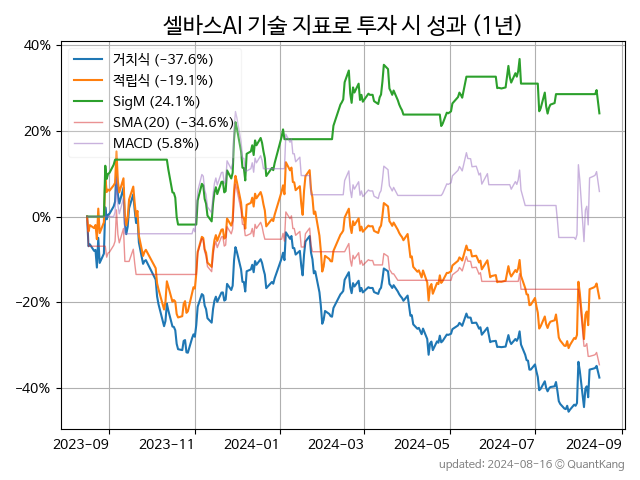 셀바스AI 기술 지표로 투자 시 성과 (1년)
40%
20%
0%
−20%
−40%
거치식 (−37.6%)
적립식 (−19.1%)
SigM (24.1%)
SMA(20) (−34.6%)
MACD (5.8%)
2023-09
2023-11
2024-01
2024-03
2024-05
2024-07
2024-09
updated: 2024-08-16 © QuantKang